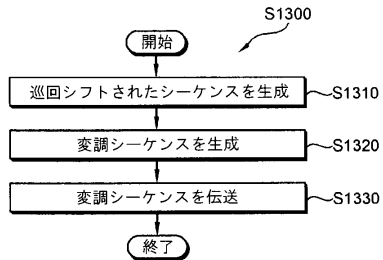 S1300
開始
巡回シフトされたシーケンスを生成
S1310
変調シーケンスを生成
S1320
変調シーケンスを伝送
S1330
終了